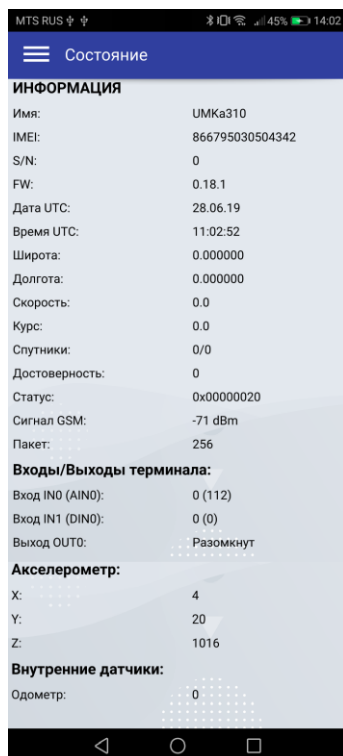 MTS RUS 45% 14:02
Состояние
ИНФОРМАЦИЯ
Имя: UMKa310
IMEI: 866795030504342
S/N: 0
FW: 0.18.1
Дата UTC: 28.06.19
Время UTC: 11:02:52
Широта: 0.000000
Долгота: 0.000000
Скорость: 0.0
Курс: 0.0
Спутники: 0/0
Достоверность: 0
Статус: 0x00000020
Сигнал GSM: -71 dBm
Пакет: 256
Входы/Выходы терминала:
Вход IN0 (AIN0): 0 (112)
Вход IN1 (DIN0): 0 (0)
Выход OUT0: Разомкнут
Акселерометр:
X: 4
Y: 20
Z: 1016
Внутренние датчики:
Одометр: 0